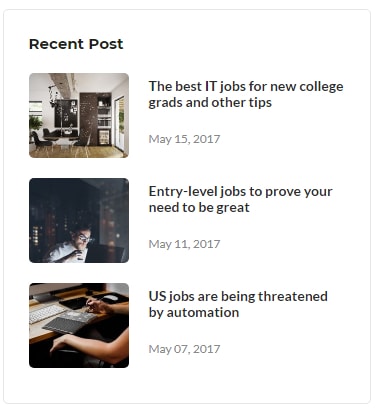 Recent Post
The best IT jobs for new college
grads and other tips
May 15, 2017
Entry-level jobs to prove your
need to be great
May 11, 2017
US jobs are being threatened
by automation
May 07, 2017